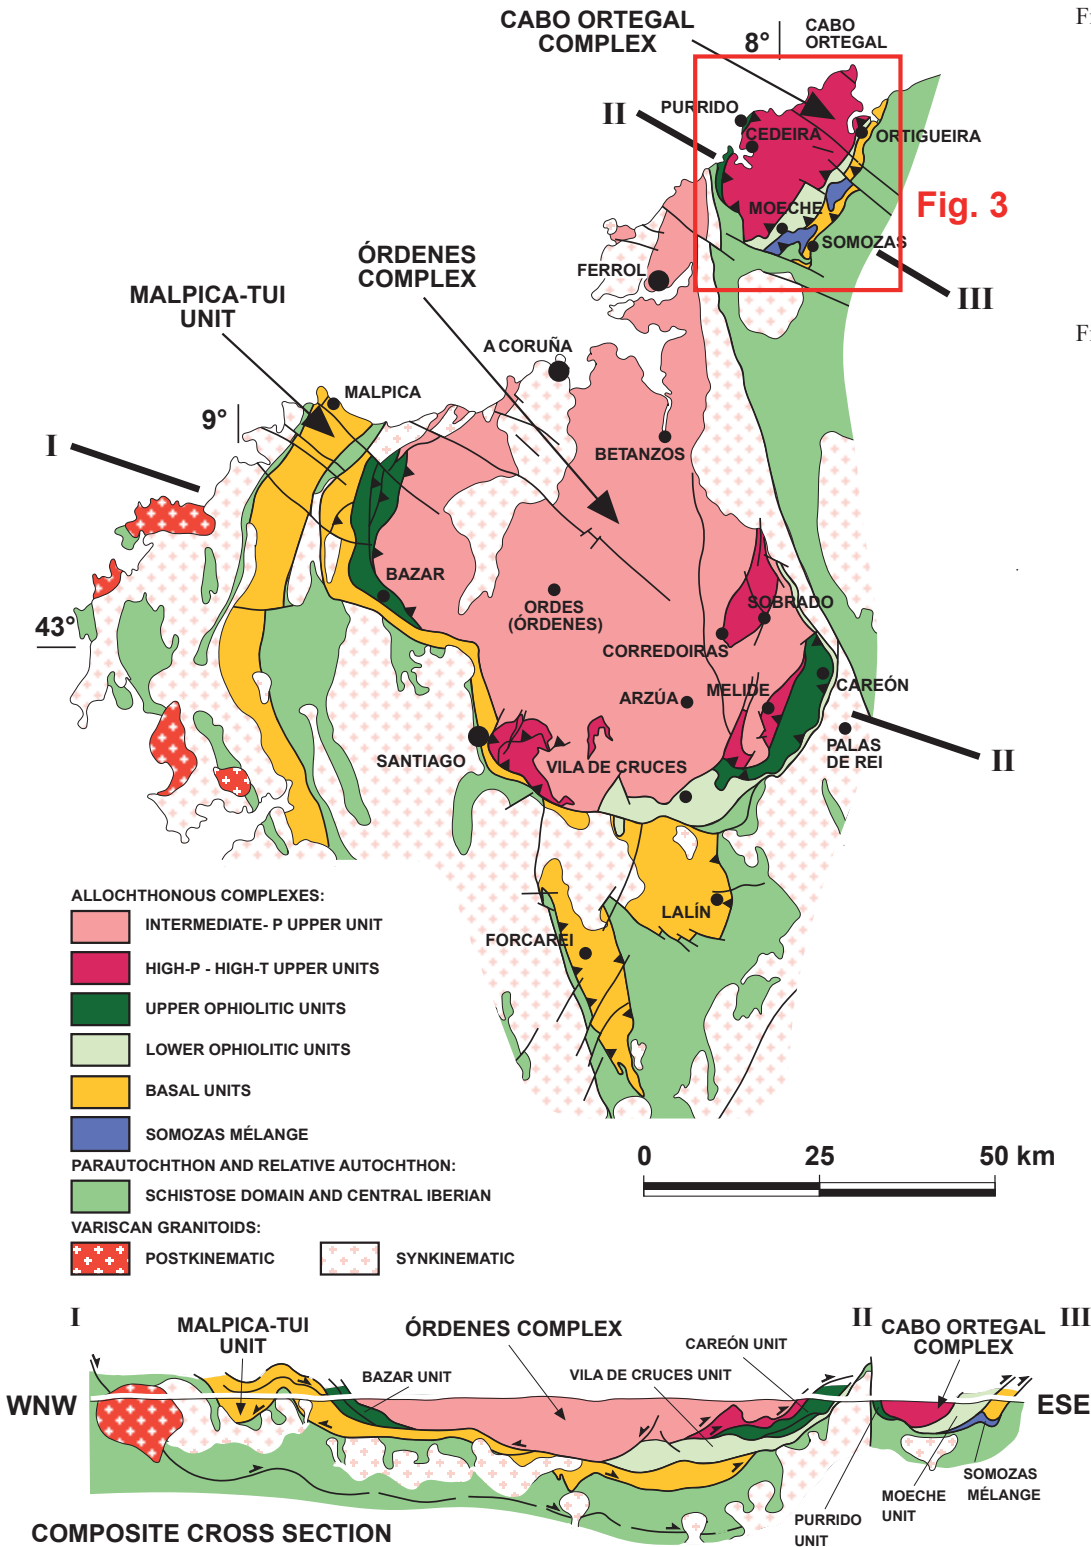 CABO ORTEGAL
COMPLEX
8°
CABO
ORTEGAL
II
PURRIDO
CEDEIRA
ORTIGUEIRA
Fig. 3
MOECHE
SOMOZAS
III
ÓRDENES
COMPLEX
FERROL
MALPICA-TUI
UNIT
A CORUÑA
MALPICA
9°
I
BETANZOS
BAZAR
ORDES
(ÓRDENES)
SOBRADO
43°
CORREDOIRAS
ARZÚA
MELIDE
CAREÓN
SANTIAGO
VILA DE CRUCES
PALAS
DE REI
II
LALÍN
FORCAREI
ALLOCHTHONOUS COMPLEXES:
INTERMEDIATE- P UPPER UNIT
HIGH-P - HIGH-T UPPER UNITS
UPPER OPHIOLITIC UNITS
LOWER OPHIOLITIC UNITS
BASAL UNITS
SOMOZAS MÉLANGE
PARAUTOCHTHON AND RELATIVE AUTOCHTHON:
SCHISTOSE DOMAIN AND CENTRAL IBERIAN
VARISCAN GRANITOIDS:
POSTKINEMATIC
SYNKINEMATIC
0 25 50 km
I
II
III
MALPICA-TUI
UNIT
ÓRDENES COMPLEX
CAREÓN UNIT
CABO ORTEGAL
COMPLEX
BAZAR UNIT
VILA DE CRUCES UNIT
WNW
ESE
PURRIDO
UNIT
MOECHE
UNIT
SOMOZAS
MÉLANGE
COMPOSITE CROSS SECTION